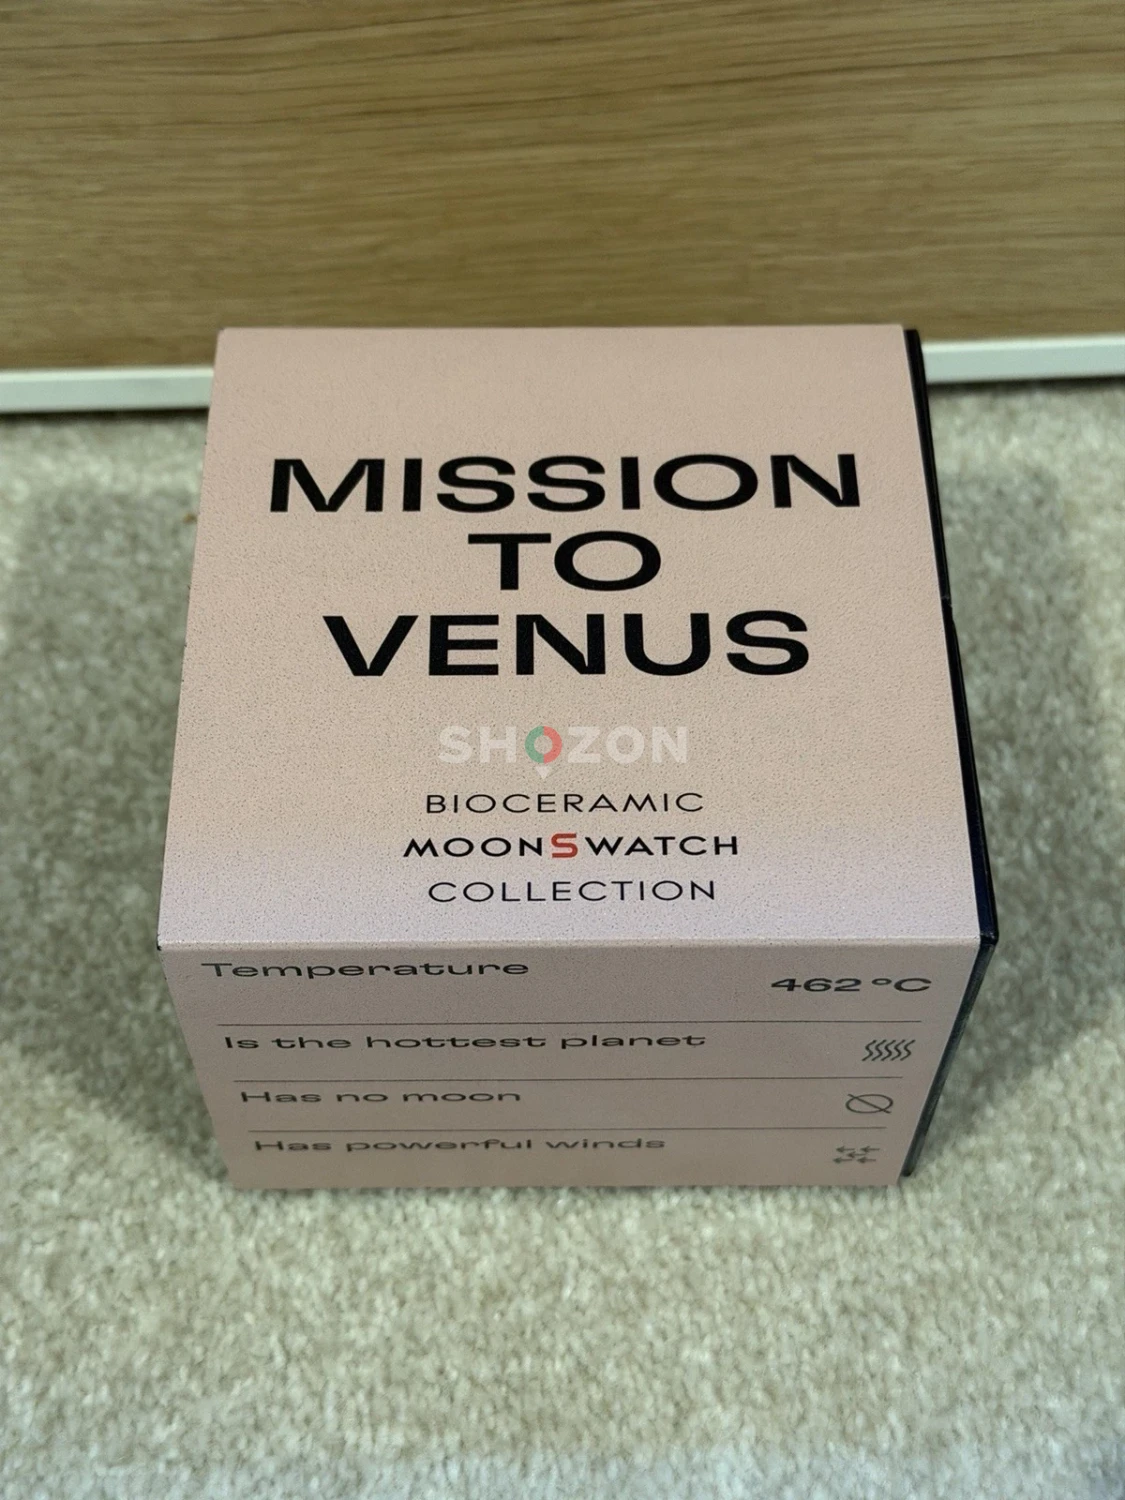 MISSION
TO
VENUS
SHOZON
BIOCERAMIC
MOONSWATCH
COLLECTION
Temperature 462 °C
Is the hottest planet
Has no moon
Has powerful winds